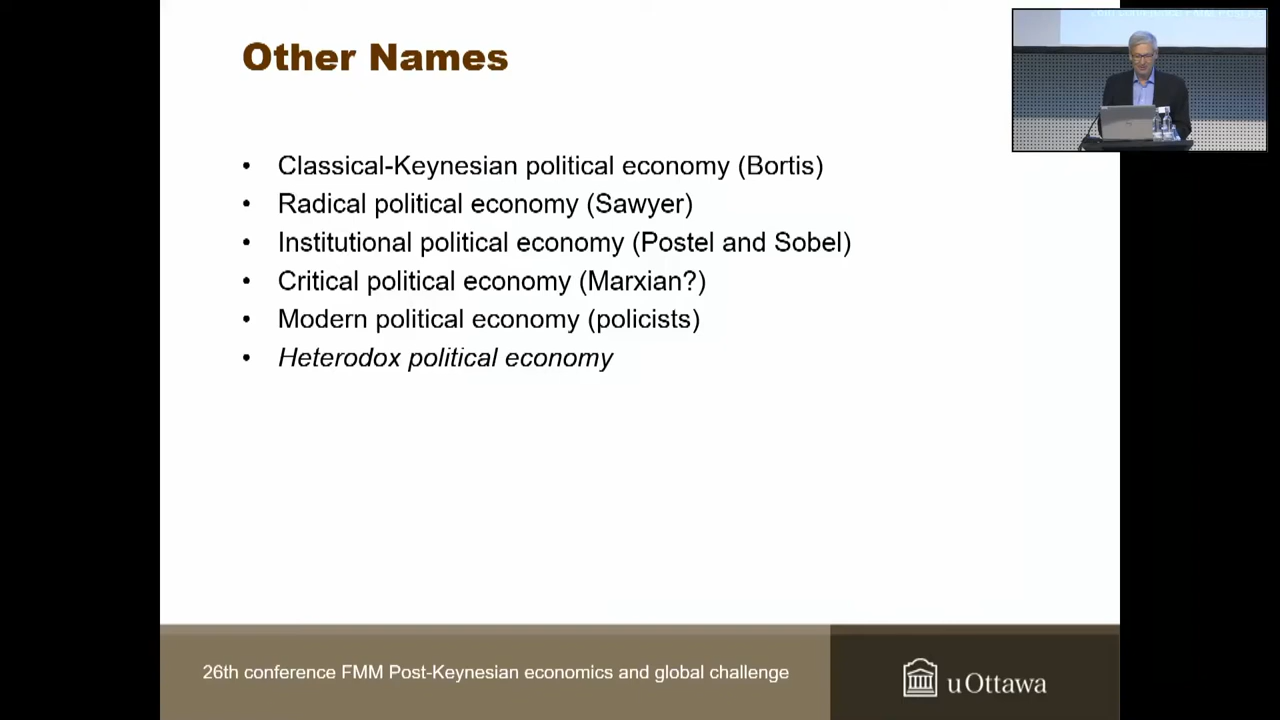 Other Names
• Classical-Keynesian political economy (Bortis)
• Radical political economy (Sawyer)
• Institutional political economy (Postel and Sobel)
• Critical political economy (Marxian?)
• Modern political economy (policists)
• Heterodox political economy
26th conference FMM Post-Keynesian economics and global challenge
uOttawa